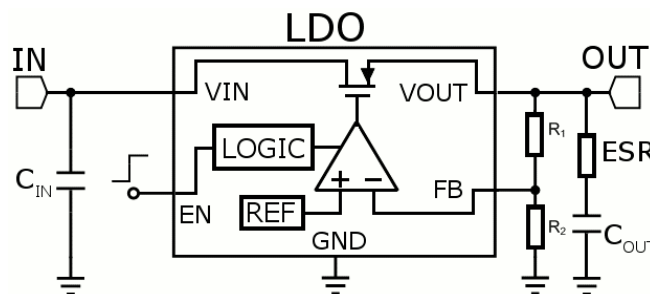 LDO
IN
OUT
VIN
VOUT
R1
ESR
LOGIC
CIN
+ −
FB
EN
REF
R2
COUT
GND